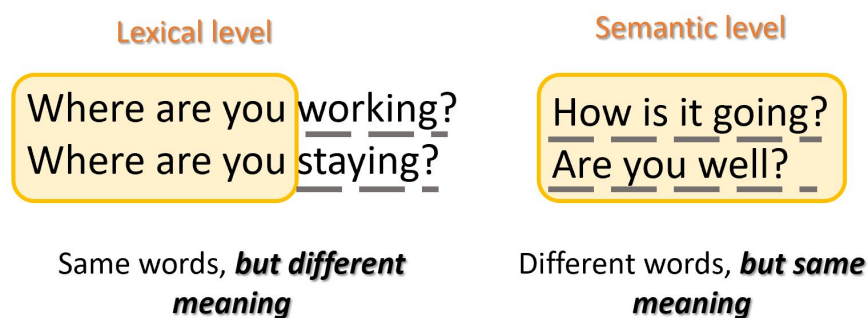 Lexical level
Where are you working?
Where are you staying?
Same words, but different
meaning
Semantic level
How is it going?
Are you well?
Different words, but same
meaning